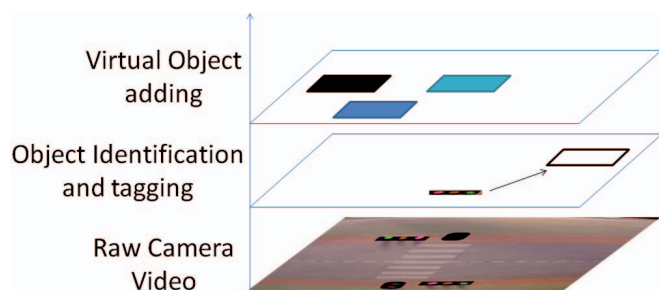 Virtual Object
adding
Object Identification
and tagging
Raw Camera
Video